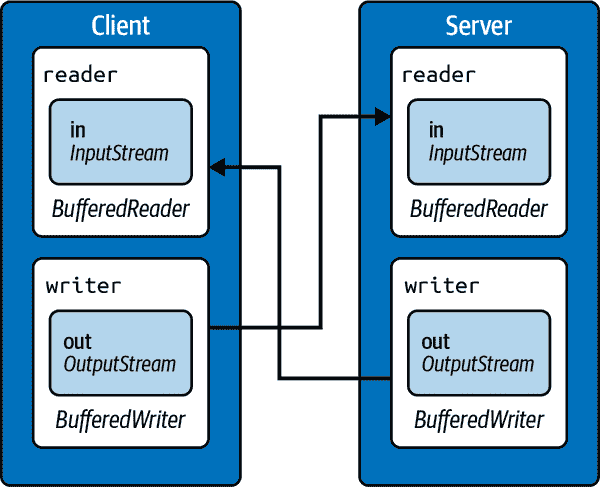 Client
reader
in
InputStream
BufferedReader
writer
out
OutputStream
BufferedWriter
Server
reader
in
InputStream
BufferedReader
writer
out
OutputStream
BufferedWriter